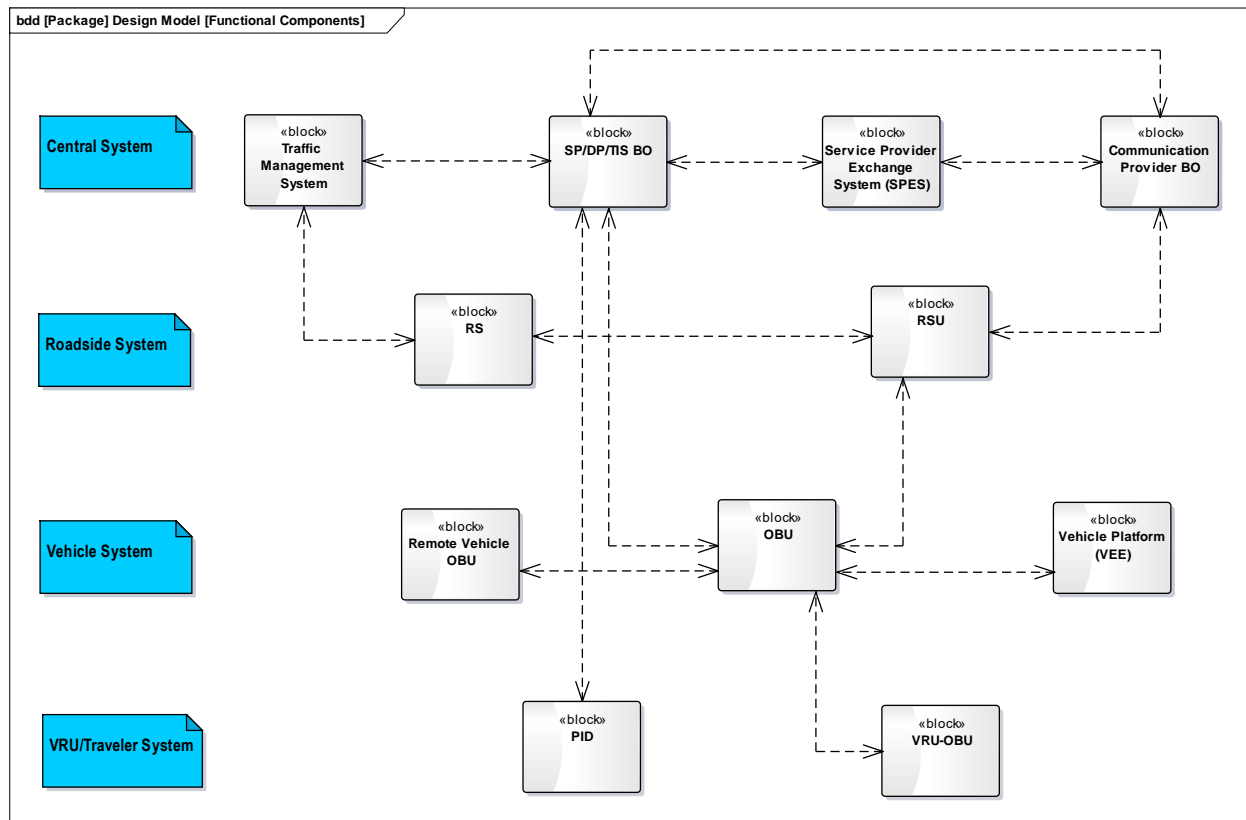 bdd [Package] Design Model [Functional Components]
Central System
«block»
Traffic
Management
System
«block»
SP/DP/TIS BO
«block»
Service Provider
Exchange
System (SPES)
«block»
Communication
Provider BO
Roadside System
«block»
RS
«block»
RSU
Vehicle System
«block»
Remote Vehicle
OBU
«block»
OBU
«block»
Vehicle Platform
(VEE)
VRU/Traveler System
«block»
PID
«block»
VRU-OBU